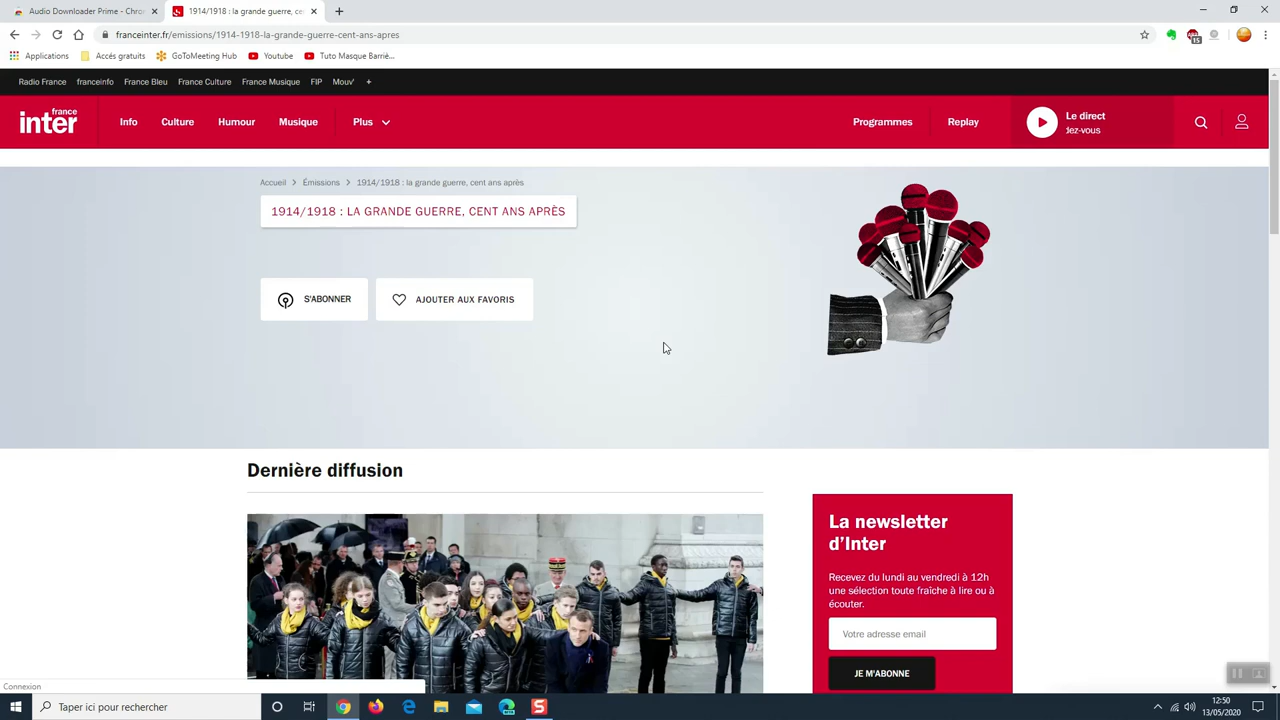 Audio Downloader Prime - Chro
1914/1918 : la grande guerre, ce
franceinter.fr/emissions/1914-1918-la-grande-guerre-cent-ans-apres
15
Applications
Accés gratuits
GoToMeeting Hub
Youtube
Tuto Masque Barriè...
Radio France
franceinfo
France Bleu
France Culture
France Musique
FIP
Mouv'
+
france
inter
Info
Culture
Humour
Musique
Plus
Programmes
Replay
Le direct
dez-vous
Accueil > Émissions > 1914/1918 : la grande guerre, cent ans après
1914/1918 : LA GRANDE GUERRE, CENT ANS APRÈS
S'ABONNER
AJOUTER AUX FAVORIS
Dernière diffusion
La newsletter
d'Inter
Recevez du lundi au vendredi à 12h
une sélection toute fraîche à lire ou à
écouter.
Votre adresse email
JE M'ABONNE
Connexion
Taper ici pour rechercher
12:50
13/05/2020